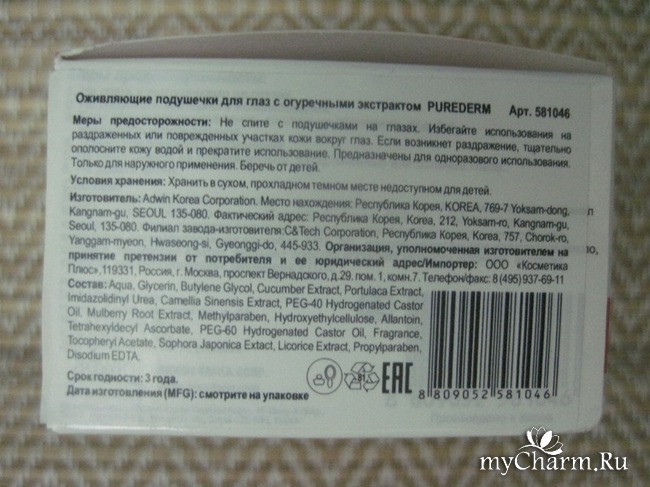 Оживляющие подушечки для глаз с огуречными экстрактом PUREDERM Арт. 581046
Меры предосторожности: Не спите с подушечками на глазах. Избегайте использования на
раздраженных или поврежденных участках кожи вокруг глаз. Если возникнет раздражение, тщательно
ополосните кожу водой и прекратите использование. Предназначены для одноразового использования.
Только для наружного применения. Беречь от детей.
Условия хранения: Хранить в сухом, прохладном темном месте недоступном для детей.
Изготовитель: Adwin Korea Corporation. Место нахождения: Республика Корея, KOREA, 769-7 Yoksam-dong,
Kangnam-gu, SEOUL 135-080. Фактический адрес: Республика Корея, Korea, 212, Yoksam-ro, Kangnam-gu,
Seoul, 135-080. Филиал завода-изготовителя:C&Tech Corporation, Республика Корея, Korea, 757, Chorok-ro,
Yanggam-myeon, Hwaseong-si, Gyeonggi-do, 445-933. Организация, уполномоченная изготовителем на
принятие претензии от потребителя и ее юридический адрес/Импортер: ООО «Косметика
Плюс»,119331, Россия, г. Москва, проспект Вернадского, д.29. пом. 1, комн.7. Телефон/факс: 8 (495) 937-69-11
Состав: Aqua, Glycerin, Butylene Glycol, Cucumber Extract, Portulaca Extract,
Imidazolidinyl Urea, Camellia Sinensis Extract, PEG-40 Hydrogenated Castor
Oil, Mulberry Root Extract, Methylparaben, Hydroxyethylcellulose, Allantoin,
Tetrahexyldecyl Ascorbate, PEG-60 Hydrogenated Castor Oil, Fragrance,
Tocopheryl Acetate, Sophora Japonica Extact, Licorice Extract, Propylparaben,
Disodium EDTA.
Срок годности: 3 года.
Дата изготовления (MFG): смотрите на упаковке
EAC
8 809052 581046
myCharm.Ru